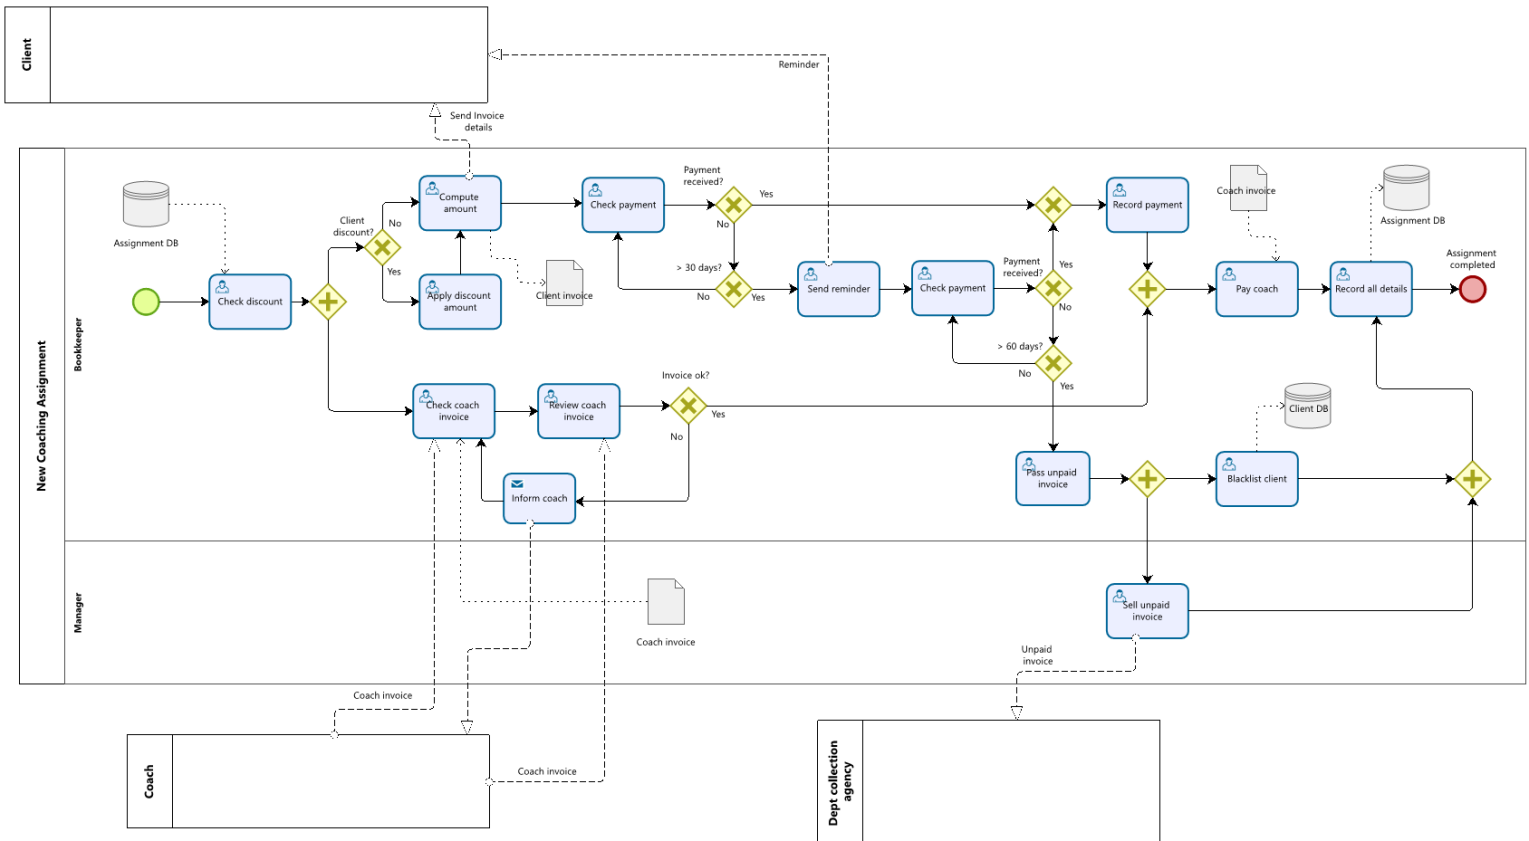 Client
Reminder
Send Invoice
details
New Coaching Assignment
Bookkeeper
Manager
Assignment DB
Check discount
Client
discount?
No
Yes
Compute
amount
Apply discount
amount
Client invoice
Check payment
Payment
received?
Yes
No
> 30 days?
No
Yes
Send reminder
Check payment
Payment
received?
Yes
No
> 60 days?
No
Yes
Record payment
Coach invoice
Pay coach
Assignment DB
Record all details
Assignment
completed
Check coach
invoice
Review coach
invoice
Invoice ok?
Yes
No
Inform coach
Pass unpaid
invoice
Blacklist client
Client DB
Sell unpaid
invoice
Coach invoice
Unpaid
invoice
Coach invoice
Coach
Coach invoice
Dept collection
agency